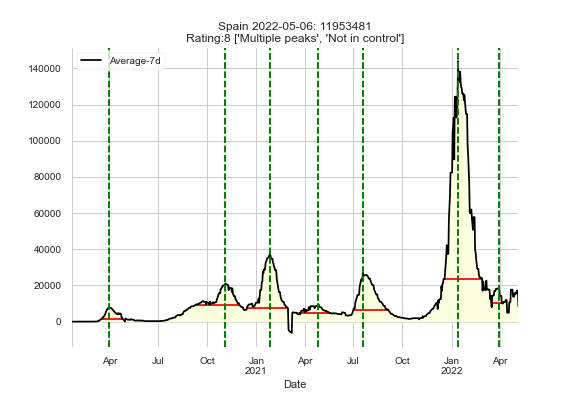 Spain 2022-05-06: 11953481
Rating:8 ['Multiple peaks', 'Not in control']
Average-7d
140000
120000
100000
80000
60000
40000
20000
0
Apr Jul Oct Jan Apr Jul Oct Jan Apr
2021 2022
Date